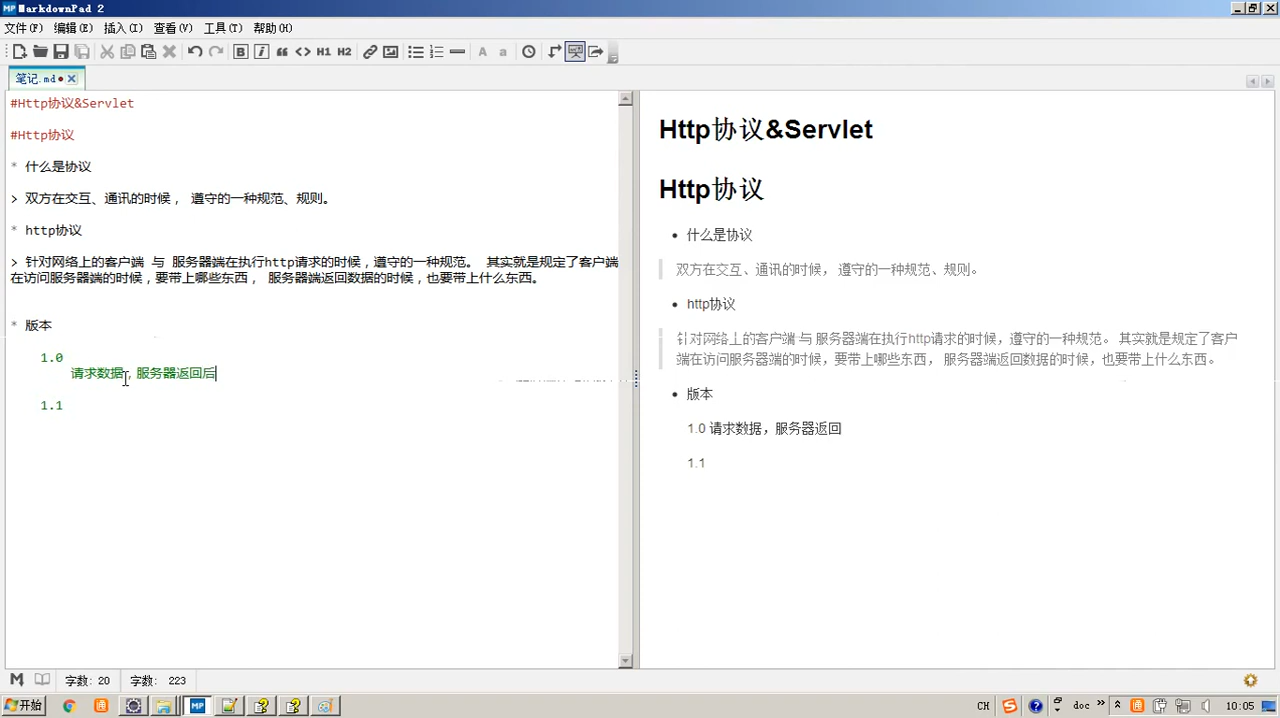 MarkdownPad 2
文件(F) 编辑(E) 插入(I) 查看(V) 工具(T) 帮助(H)
B i “ <> H1 H2 A a
笔记.md
#Http协议&Servlet
#Http协议
* 什么是协议
> 双方在交互、通讯的时候， 遵守的一种规范、规则。
* http协议
> 针对网络上的客户端 与 服务器端在执行http请求的时候，遵守的一种规范。 其实就是规定了客户端
在访问服务器端的时候，要带上哪些东西， 服务器端返回数据的时候，也要带上什么东西。
* 版本
1.0
请求数据，服务器返回后
1.1
Http协议&Servlet
Http协议
• 什么是协议
双方在交互、通讯的时候， 遵守的一种规范、规则。
• http协议
针对网络上的客户端 与 服务器端在执行http请求的时候，遵守的一种规范。 其实就是规定了客户
端在访问服务器端的时候，要带上哪些东西， 服务器端返回数据的时候，也要带上什么东西。
• 版本
1.0 请求数据，服务器返回
1.1
字数: 20 字数: 223
开始 CH doc 10:05